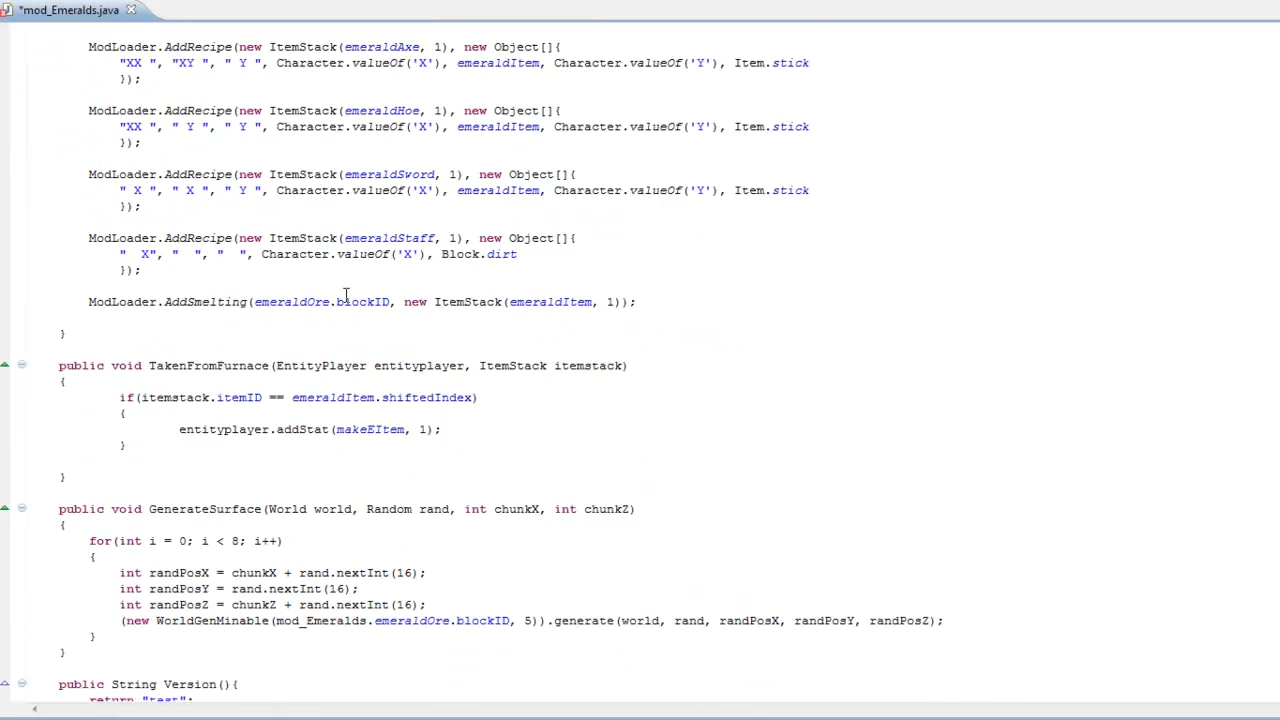 *mod_Emeralds.java
ModLoader.AddRecipe(new ItemStack(emeraldAxe, 1), new Object[]{
"XX ", "XY ", " Y ", Character.valueOf('X'), emeraldItem, Character.valueOf('Y'), Item.stick
});
ModLoader.AddRecipe(new ItemStack(emeraldHoe, 1), new Object[]{
"XX ", " Y ", " Y ", Character.valueOf('X'), emeraldItem, Character.valueOf('Y'), Item.stick
});
ModLoader.AddRecipe(new ItemStack(emeraldSword, 1), new Object[]{
" X ", " X ", " Y ", Character.valueOf('X'), emeraldItem, Character.valueOf('Y'), Item.stick
});
ModLoader.AddRecipe(new ItemStack(emeraldStaff, 1), new Object[]{
"  X", "  ", "  ", Character.valueOf('X'), Block.dirt
});
ModLoader.AddSmelting(emeraldOre.blockID, new ItemStack(emeraldItem, 1));
}
public void TakenFromFurnace(EntityPlayer entityplayer, ItemStack itemstack)
{
if(itemstack.itemID == emeraldItem.shiftedIndex)
{
entityplayer.addStat(makeEItem, 1);
}
}
public void GenerateSurface(World world, Random rand, int chunkX, int chunkZ)
{
for(int i = 0; i < 8; i++)
{
int randPosX = chunkX + rand.nextInt(16);
int randPosY = rand.nextInt(16);
int randPosZ = chunkZ + rand.nextInt(16);
(new WorldGenMinable(mod_Emeralds.emeraldOre.blockID, 5)).generate(world, rand, randPosX, randPosY, randPosZ);
}
}
public String Version(){
return "test";